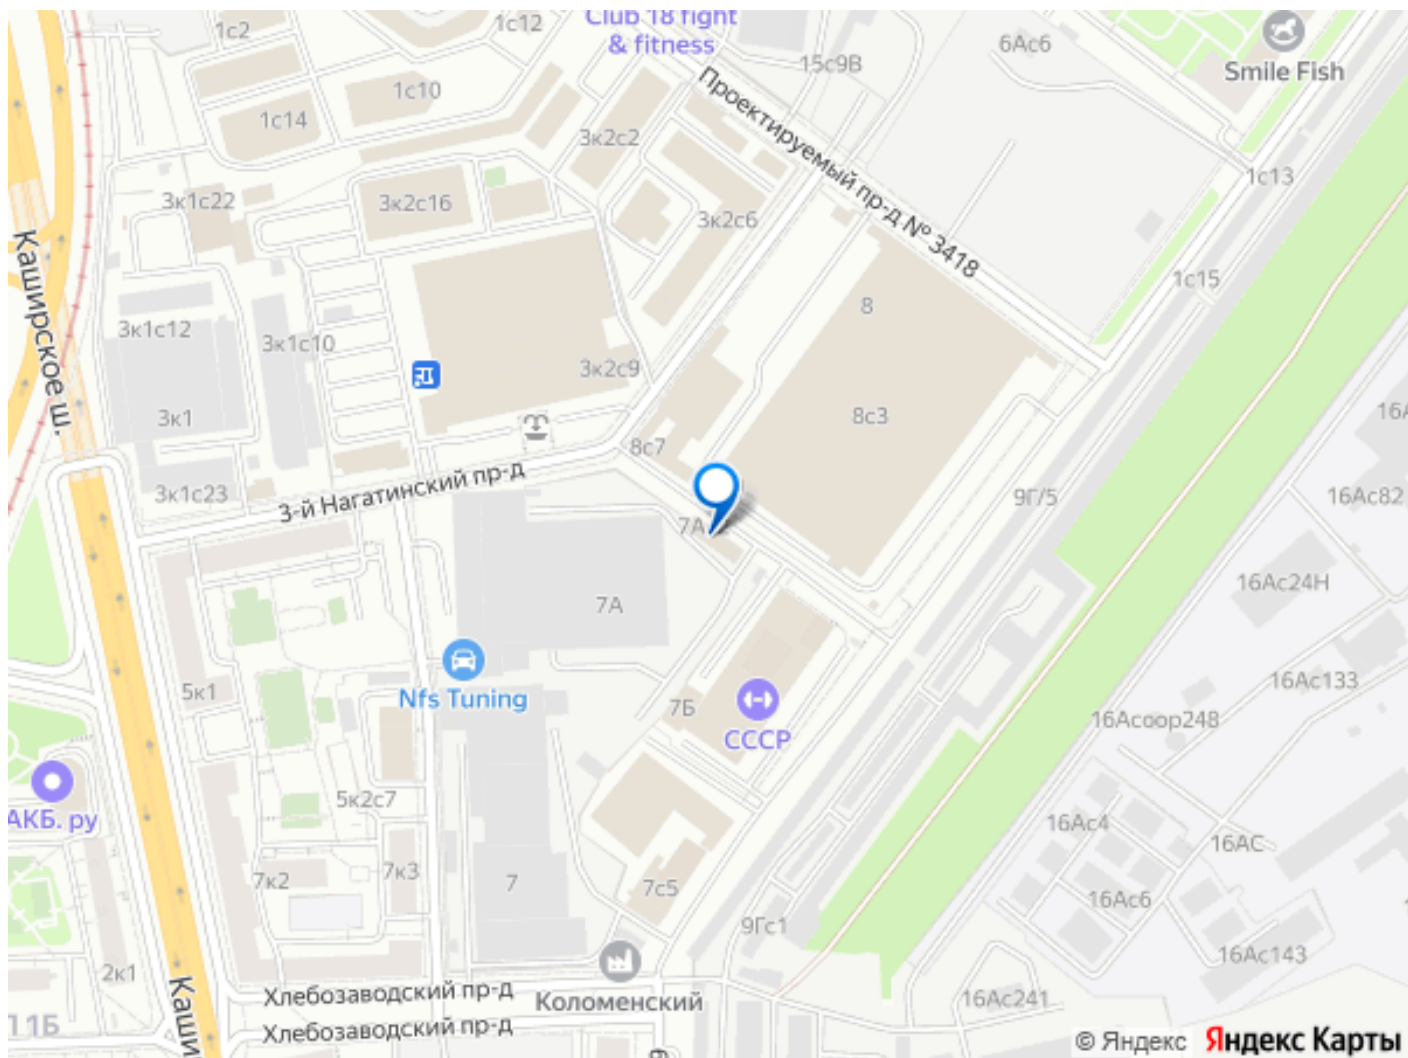 Club 18 fight
& fitness
1с2
1с12
15с9В
6Ас6
Smile Fish
1с10
1с14
3к2с2
Проектируемый пр-д № 3418
1с13
3к1с22
3к2с16
3к2с6
1с15
Каширское ш.
3к1с12
3к1с10
8
3к2с9
3к1
8с3
8с7
3-й Нагатинский пр-д
3к1с23
9Г/5
16Ас82
7А
16Ас24Н
7А
5к1
Nfs Tuning
7Б
СССР
16Ас133
16Асоор248
АКБ. ру
5к2с7
16Ас4
16АС
7к2
7к3
7
7с5
16Ас6
9Гс1
2к1
16Ас143
Хлебозаводский пр-д
Коломенский
16Ас241
11Б
Хлебозаводский пр-д
© Яндекс Яндекс Карты